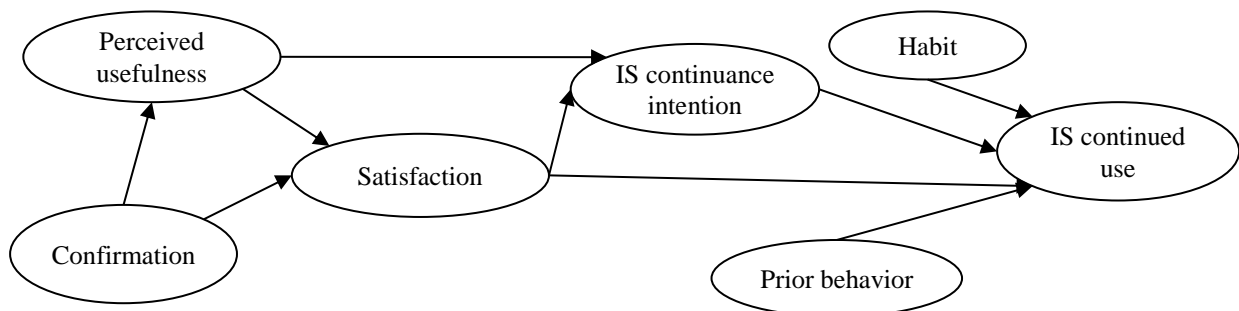 Perceived
usefulness
Habit
IS continuance
intention
IS continued
use
Satisfaction
Confirmation
Prior behavior